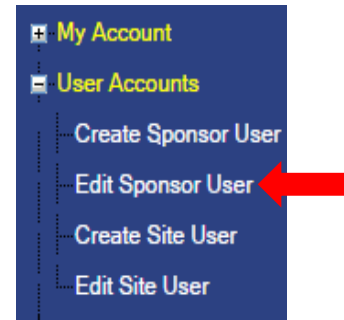 My Account
User Accounts
Create Sponsor User
Edit Sponsor User
Create Site User
Edit Site User